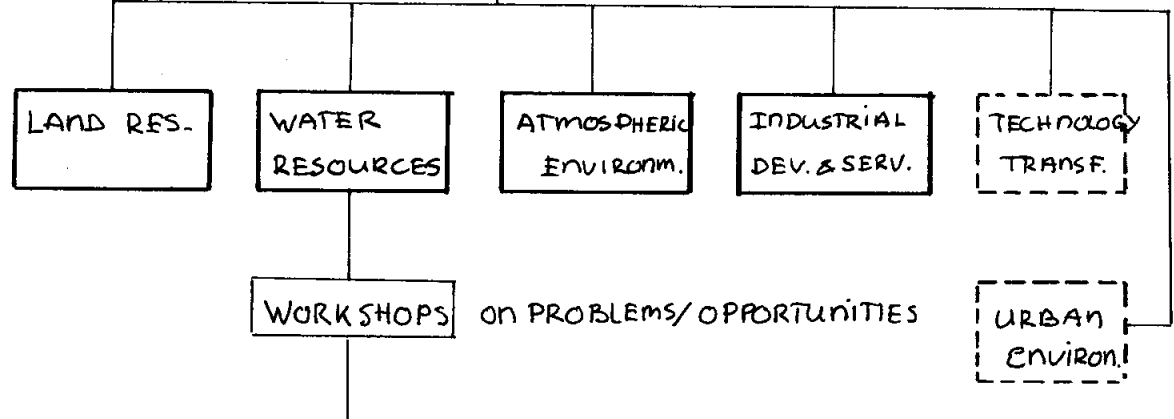 LAND RES.
WATER
RESOURCES
ATMOSPHERIC
ENVIRONM.
INDUSTRIAL
DEV. & SERV.
TECHNOLOGY
TRANSF.
WORKSHOPS on PROBLEMS/OPPORTUNITIES
URBAN
ENVIRON.